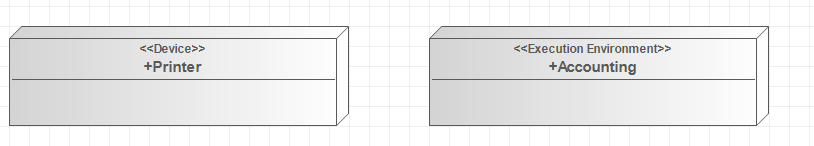 <<Device>>
+Printer
<<Execution Environment>>
+Accounting